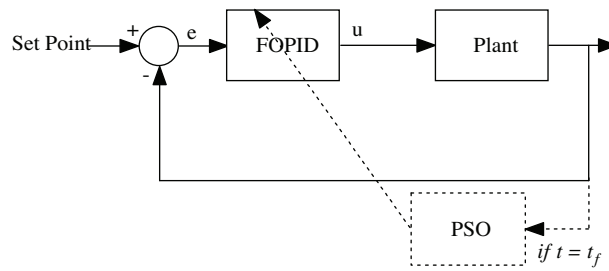 Set Point
+
-
e
FOPID
u
Plant
PSO
if t = t_f